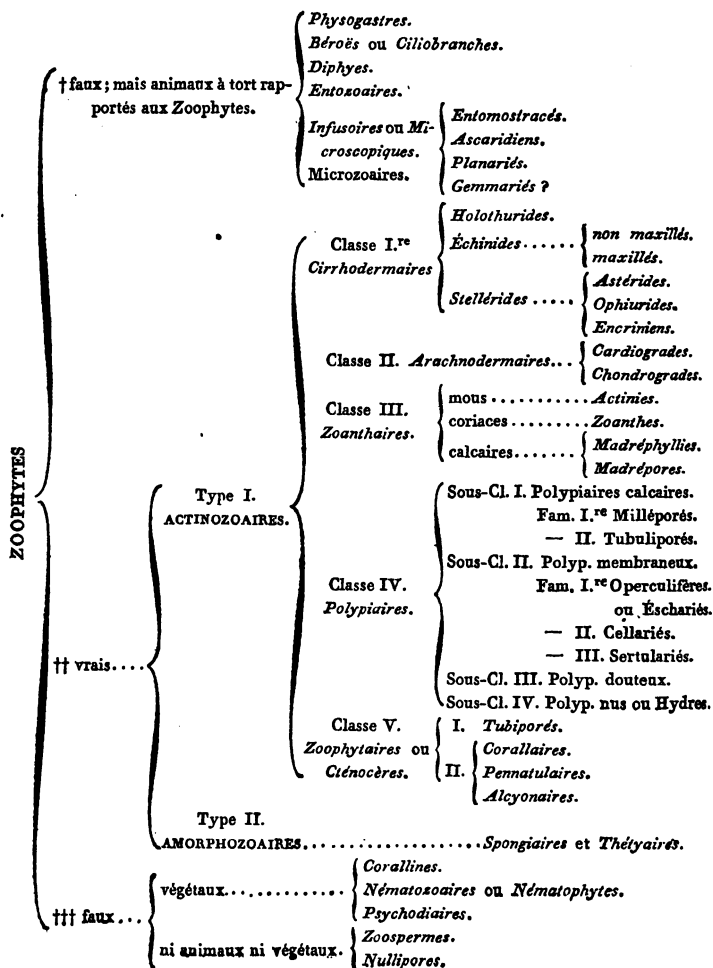 ZOOPHYTES
† faux; mais animaux à tort rap-
portés aux Zoophytes.
Physogastres.
Béroës ou Ciliobranches.
Diphyes.
Entozoaires.
Infusoires ou Mi-
croscopiques.
Microzoaires.
Entomostracés.
Ascaridiens.
Planariés.
Gemmariés ?
†† vrais....
Type I.
ACTINOZOAIRES.
Classe I.re
Cirrhodermaires
Holothurides.
Échinides......
non maxillés.
maxillés.
Stellérides.....
Astérides.
Ophiurides.
Encriniens.
Classe II. Arachnodermaires...
Cardiogrades.
Chondrogrades.
Classe III.
Zoanthaires.
mous ............Actinies.
coriaces .........Zoanthes.
calcaires......
Madréphyllies.
Madrépores.
Classe IV.
Polypiaires.
Sous-Cl. I. Polypiaires calcaires.
Fam. I.re Milléporés.
— II. Tubuliporés.
Sous-Cl. II. Polyp. membraneux.
Fam. I.re Operculifères.
ou Éschariés.
— II. Cellariés.
— III. Sertulariés.
Sous-Cl. III. Polyp. douteux.
Sous-Cl. IV. Polyp. nus ou Hydres.
Classe V.
Zoophytaires ou
Cténocères.
I. Tubiporés.
II.
Corallaires.
Pennatulaires.
Alcyonaires.
Type II.
AMORPHOZOAIRES....................Spongiaires et Thétyairés.
††† faux...
végétaux..............
Corallines.
Nématozoaires ou Nématophytes.
Psychodiaires.
ni animaux ni végétaux.
Zoospermes.
Nullipores.